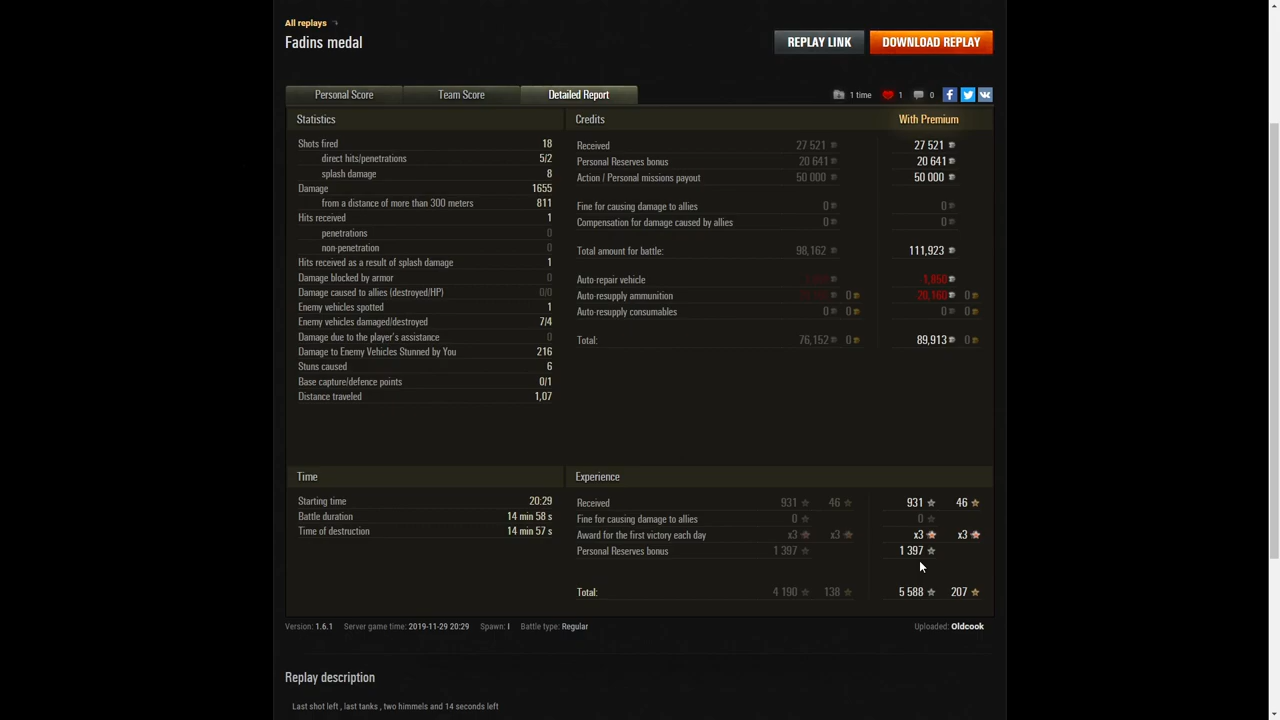 All replays
Fadins medal
REPLAY LINK DOWNLOAD REPLAY
Personal Score Team Score Detailed Report 1 time 1 0
Statistics Credits With Premium
Shots fired 18 Received 27 521 27 521
direct hits/penetrations 5/2 Personal Reserves bonus 20 641 20 641
splash damage 8 Action / Personal missions payout 50 000 50 000
Damage 1655
from a distance of more than 300 meters 811 Fine for causing damage to allies 0 0
Hits received 1 Compensation for damage caused by allies 0 0
penetrations 0
non-penetration 0 Total amount for battle: 98,162 111,923
Hits received as a result of splash damage 1
Damage blocked by armor 0 Auto-repair vehicle 1,850
Damage caused to allies (destroyed/HP) 0/0 Auto-resupply ammunition 0 20,160 0
Enemy vehicles spotted 1 Auto-resupply consumables 0 0 0 0
Enemy vehicles damaged/destroyed 7/4
Damage due to the player's assistance 0 Total: 76,152 0 89,913 0
Damage to Enemy Vehicles Stunned by You 216
Stuns caused 6
Base capture/defence points 0/1
Distance traveled 1,07
Time Experience
Starting time 20:29 Received 931 46 931 46
Battle duration 14 min 58 s Fine for causing damage to allies 0 0
Time of destruction 14 min 57 s Award for the first victory each day x3 x3 x3 x3
Personal Reserves bonus 1 397 1 397
Total: 4 190 138 5 588 207
Version: 1.6.1 Server game time: 2019-11-29 20:29 Spawn: I Battle type: Regular Uploaded: Oldcook
Replay description
Last shot left , last tanks , two himmels and 14 seconds left